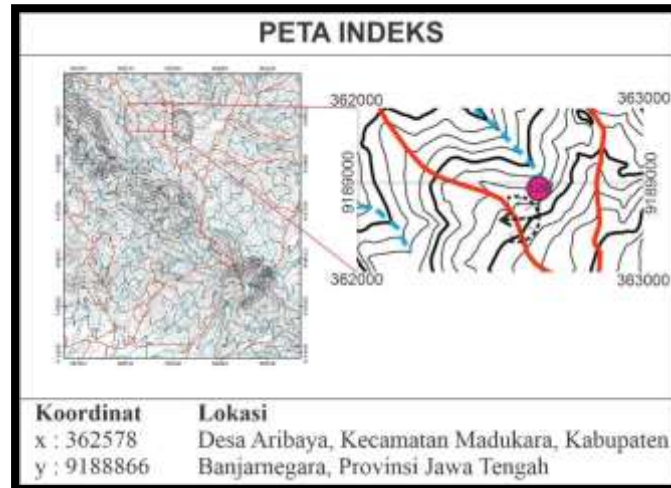 PETA INDEKS
362000 363000
9189000 9189000
362000 363000
Koordinat Lokasi
x : 362578 Desa Aribaya, Kecamatan Madukara, Kabupaten
y : 9188866 Banjarnegara, Provinsi Jawa Tengah